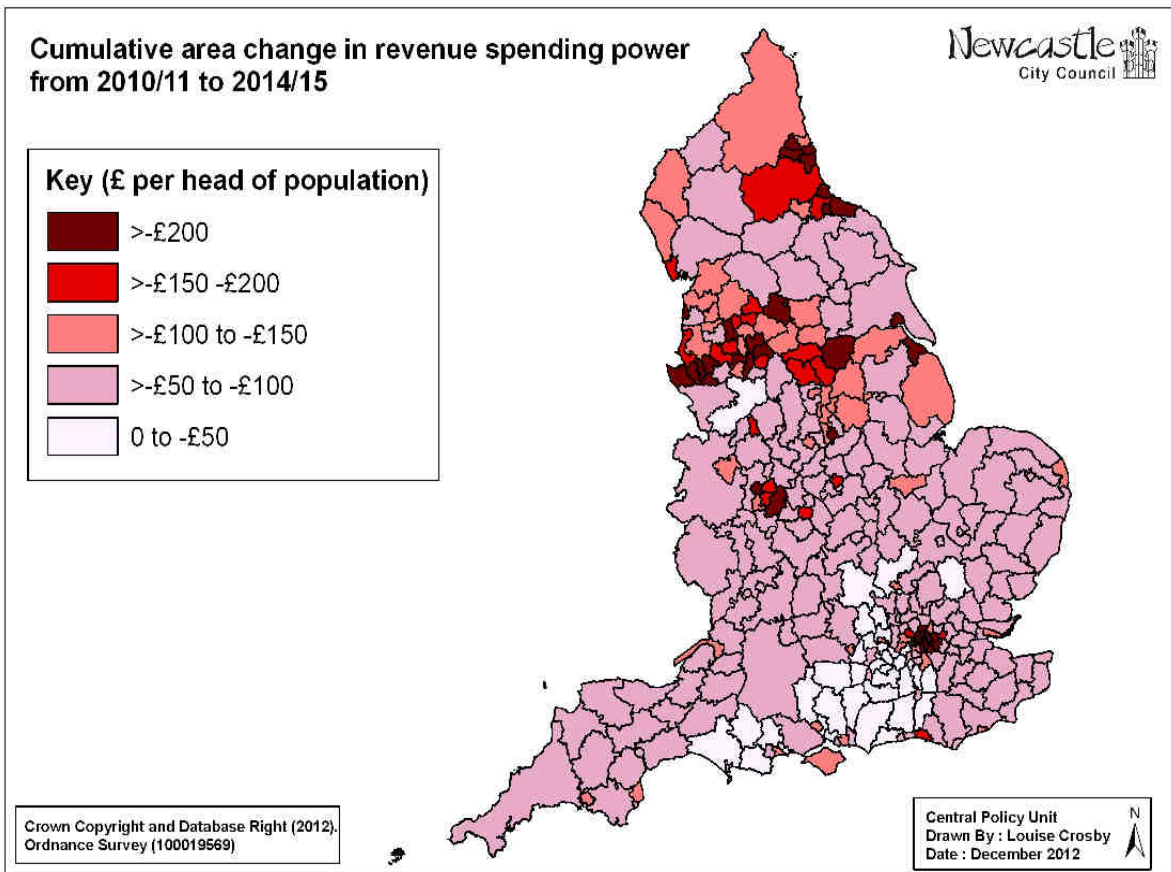 Cumulative area change in revenue spending power
from 2010/11 to 2014/15
Newcastle
City Council
Key (£ per head of population)
>-£200
>-£150 -£200
>-£100 to -£150
>-£50 to -£100
0 to -£50
Crown Copyright and Database Right (2012).
Ordnance Survey (100019569)
Central Policy Unit
Drawn By : Louise Crosby
Date : December 2012
N